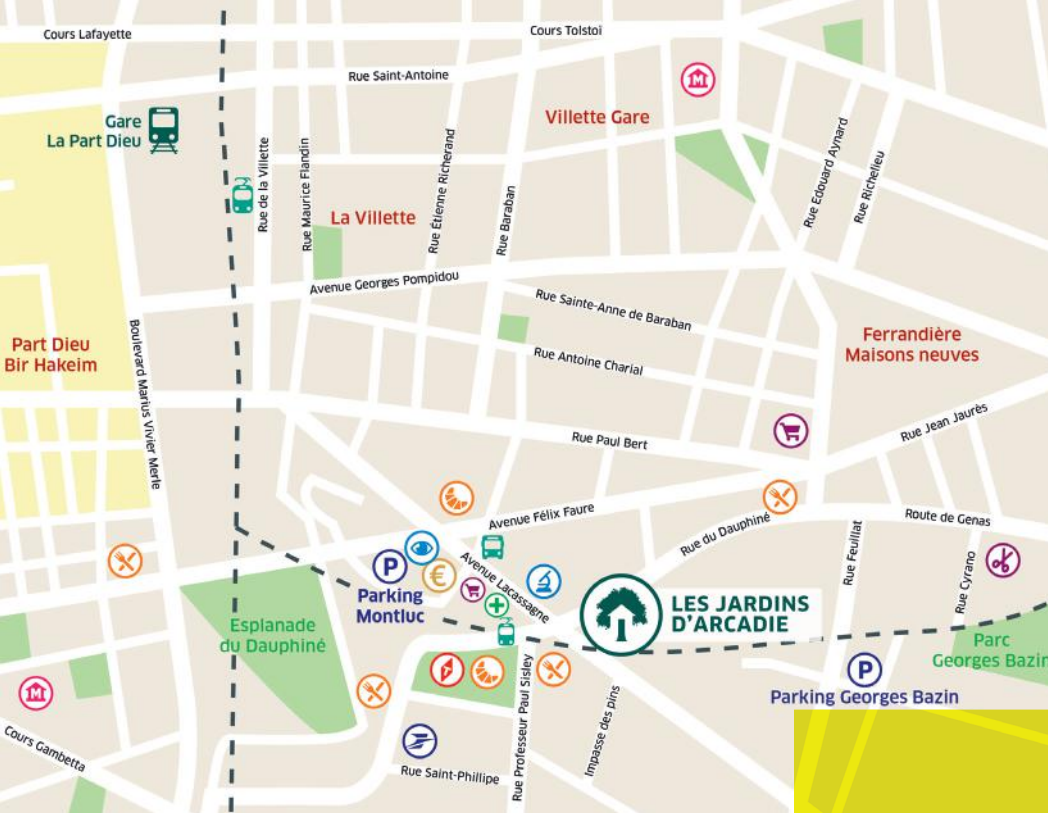 Cours Lafayette
Cours Tolstoï
Rue Saint-Antoine
M
Villette Gare
Gare
La Part Dieu
Rue de la Villette
Rue Maurice Flandin
Rue Étienne Richerand
Rue Baraban
Rue Edouard Aynard
Rue Richelieu
La Villette
Avenue Georges Pompidou
Rue Sainte-Anne de Baraban
Rue Antoine Charial
Part Dieu
Bir Hakeim
Boulevard Marius Vivier Merle
Ferrandière
Maisons neuves
Rue Jean Jaurès
Rue Paul Bert
Avenue Félix Faure
Rue du Dauphiné
Route de Genas
Rue Feuillat
Rue Cyrano
P
Parking
Montluc
€
Avenue Lacassagne
LES JARDINS
D'ARCADIE
Esplanade
du Dauphiné
Parc
Georges Bazin
P
Parking Georges Bazin
M
Cours Gambetta
Rue Saint-Phillipe
Rue Professeur Paul Sisley
Impasse des pins